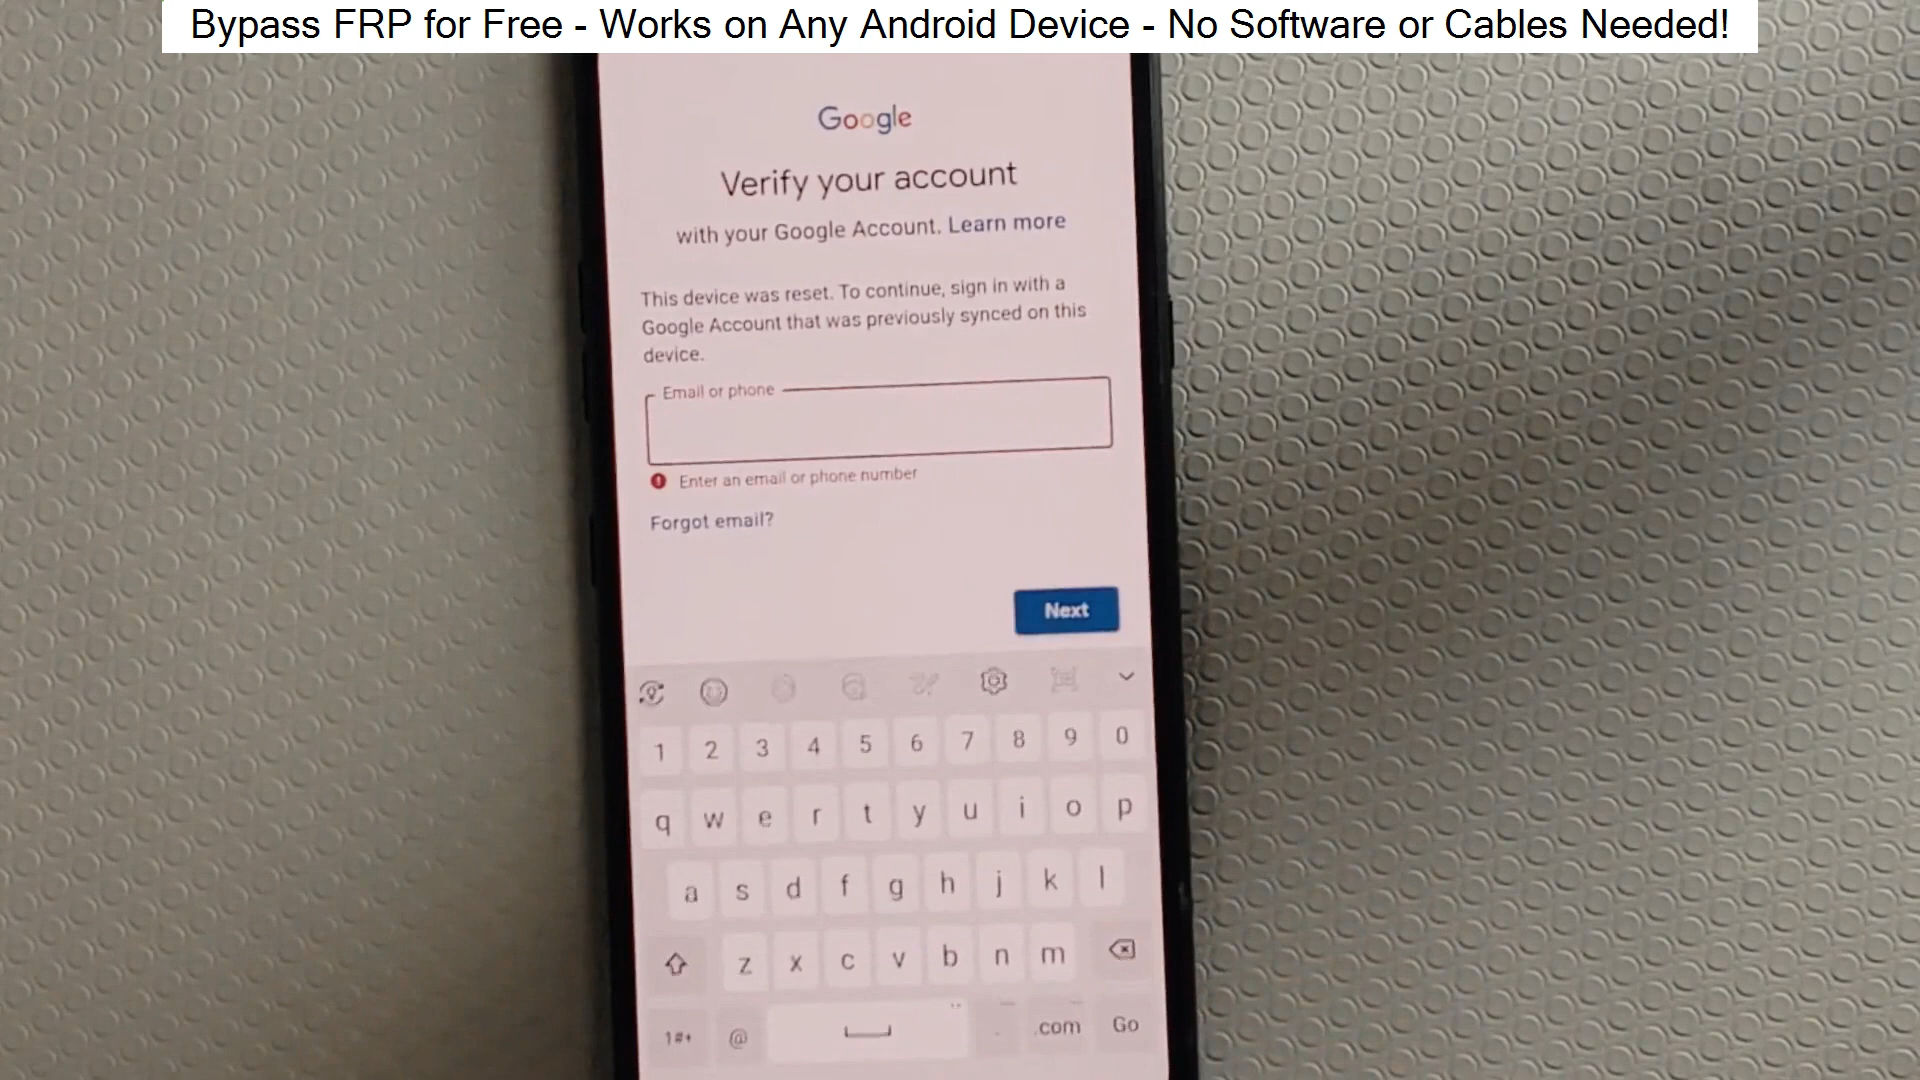 Bypass FRP for Free - Works on Any Android Device - No Software or Cables Needed!
Google
Verify your account
with your Google Account. Learn more
This device was reset. To continue, sign in with a
Google Account that was previously synced on this
device.
Email or phone
Enter an email or phone number
Forgot email?
Next
1 2 3 4 5 6 7 8 9 0
q w e r t y u i o p
a s d f g h j k l
z x c v b n m
1#+ @ . .com Go